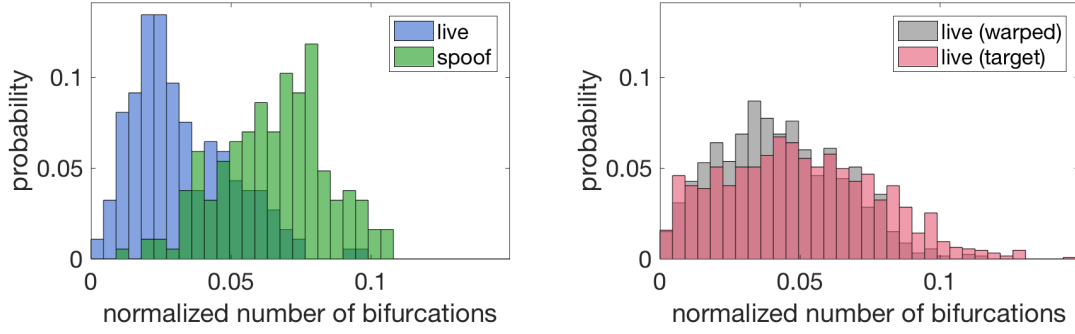 live
spoof
probability
0.1
0.05
0
0
0.05
0.1
normalized number of bifurcations
live (warped)
live (target)
probability
0.1
0.05
0
0
0.05
0.1
normalized number of bifurcations